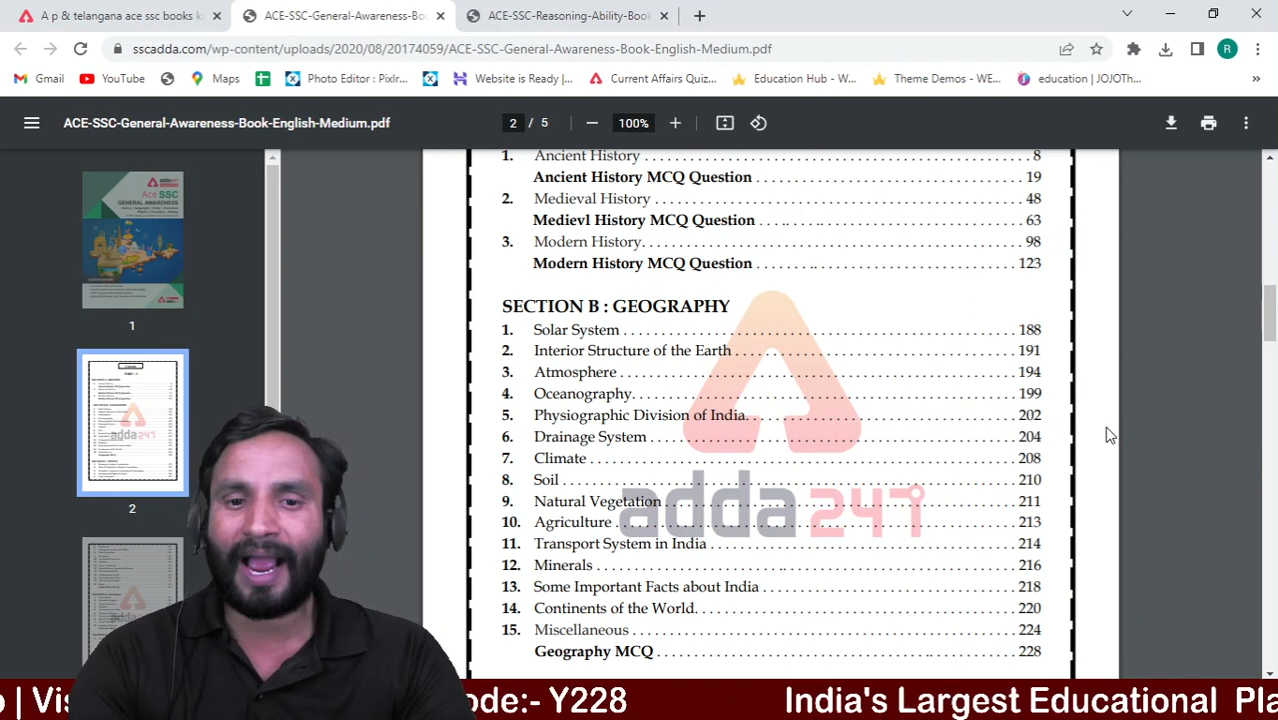 A p & telangana ace ssc books k
ACE-SSC-General-Awareness-Bo
ACE-SSC-Reasoning-Ability-Book
sscadda.com/wp-content/uploads/2020/08/20174059/ACE-SSC-General-Awareness-Book-English-Medium.pdf
R
Gmail
YouTube
Maps
Photo Editor : Pixlr...
Website is Ready |...
Current Affairs Quiz...
Education Hub - W...
Theme Demos - WE...
education | JOJOTh...
ACE-SSC-General-Awareness-Book-English-Medium.pdf
2 / 5
100%
adda247
Ace SSC
GENERAL AWARENESS
1
2
1. Ancient History 8
Ancient History MCQ Question 19
2. Medieval History 48
Medievl History MCQ Question 63
3. Modern History 98
Modern History MCQ Question 123
SECTION B : GEOGRAPHY
1. Solar System 188
2. Interior Structure of the Earth 191
3. Atmosphere 194
4. Oceanography 199
5. Physiographic Division of India 202
6. Drainage System 204
7. Climate 208
8. Soil 210
9. Natural Vegetation 211
10. Agriculture 213
11. Transport System in India 214
12. Minerals 216
13. Some Important Facts about India 218
14. Continents of the World 220
15. Miscellaneous 224
Geography MCQ 228
adda247
p | Vis
ode:- Y228
India's Largest Educational Pla